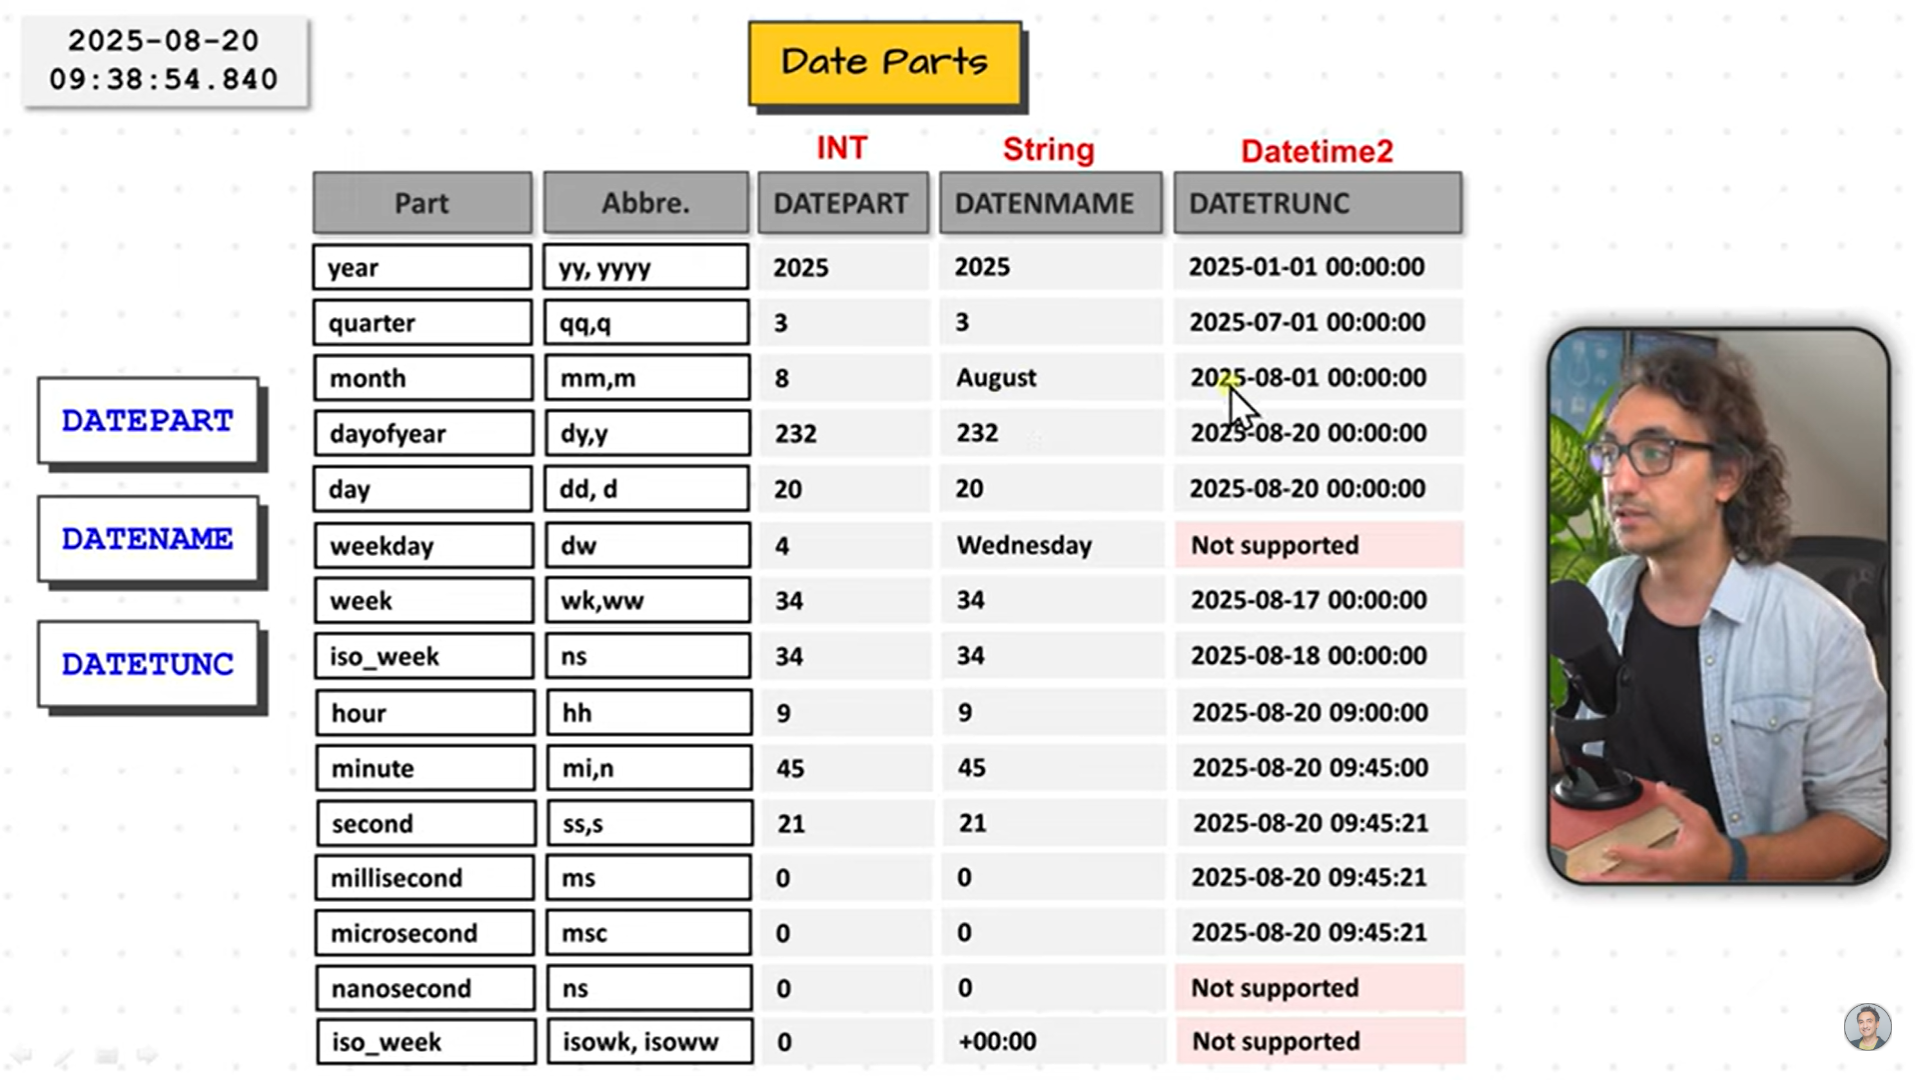 2025-08-20
09:38:54.840
Date Parts
INT String Datetime2
Part Abbre. DATEPART DATENMAME DATETRUNC
year yy, yyyy 2025 2025 2025-01-01 00:00:00
quarter qq,q 3 3 2025-07-01 00:00:00
month mm,m 8 August 2025-08-01 00:00:00
dayofyear dy,y 232 232 2025-08-20 00:00:00
day dd, d 20 20 2025-08-20 00:00:00
weekday dw 4 Wednesday Not supported
week wk,ww 34 34 2025-08-17 00:00:00
iso_week ns 34 34 2025-08-18 00:00:00
hour hh 9 9 2025-08-20 09:00:00
minute mi,n 45 45 2025-08-20 09:45:00
second ss,s 21 21 2025-08-20 09:45:21
millisecond ms 0 0 2025-08-20 09:45:21
microsecond msc 0 0 2025-08-20 09:45:21
nanosecond ns 0 0 Not supported
iso_week isowk, isoww 0 +00:00 Not supported
DATEPART
DATENAME
DATETUNC